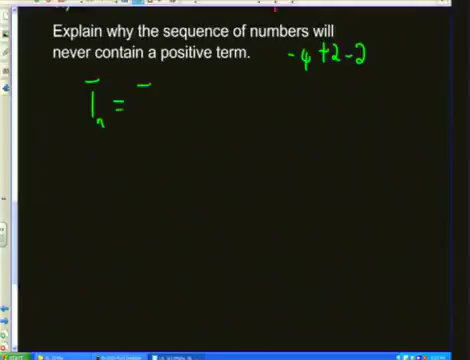 Explain why the sequence of numbers will
never contain a positive term.
-4+2-2
Tn =